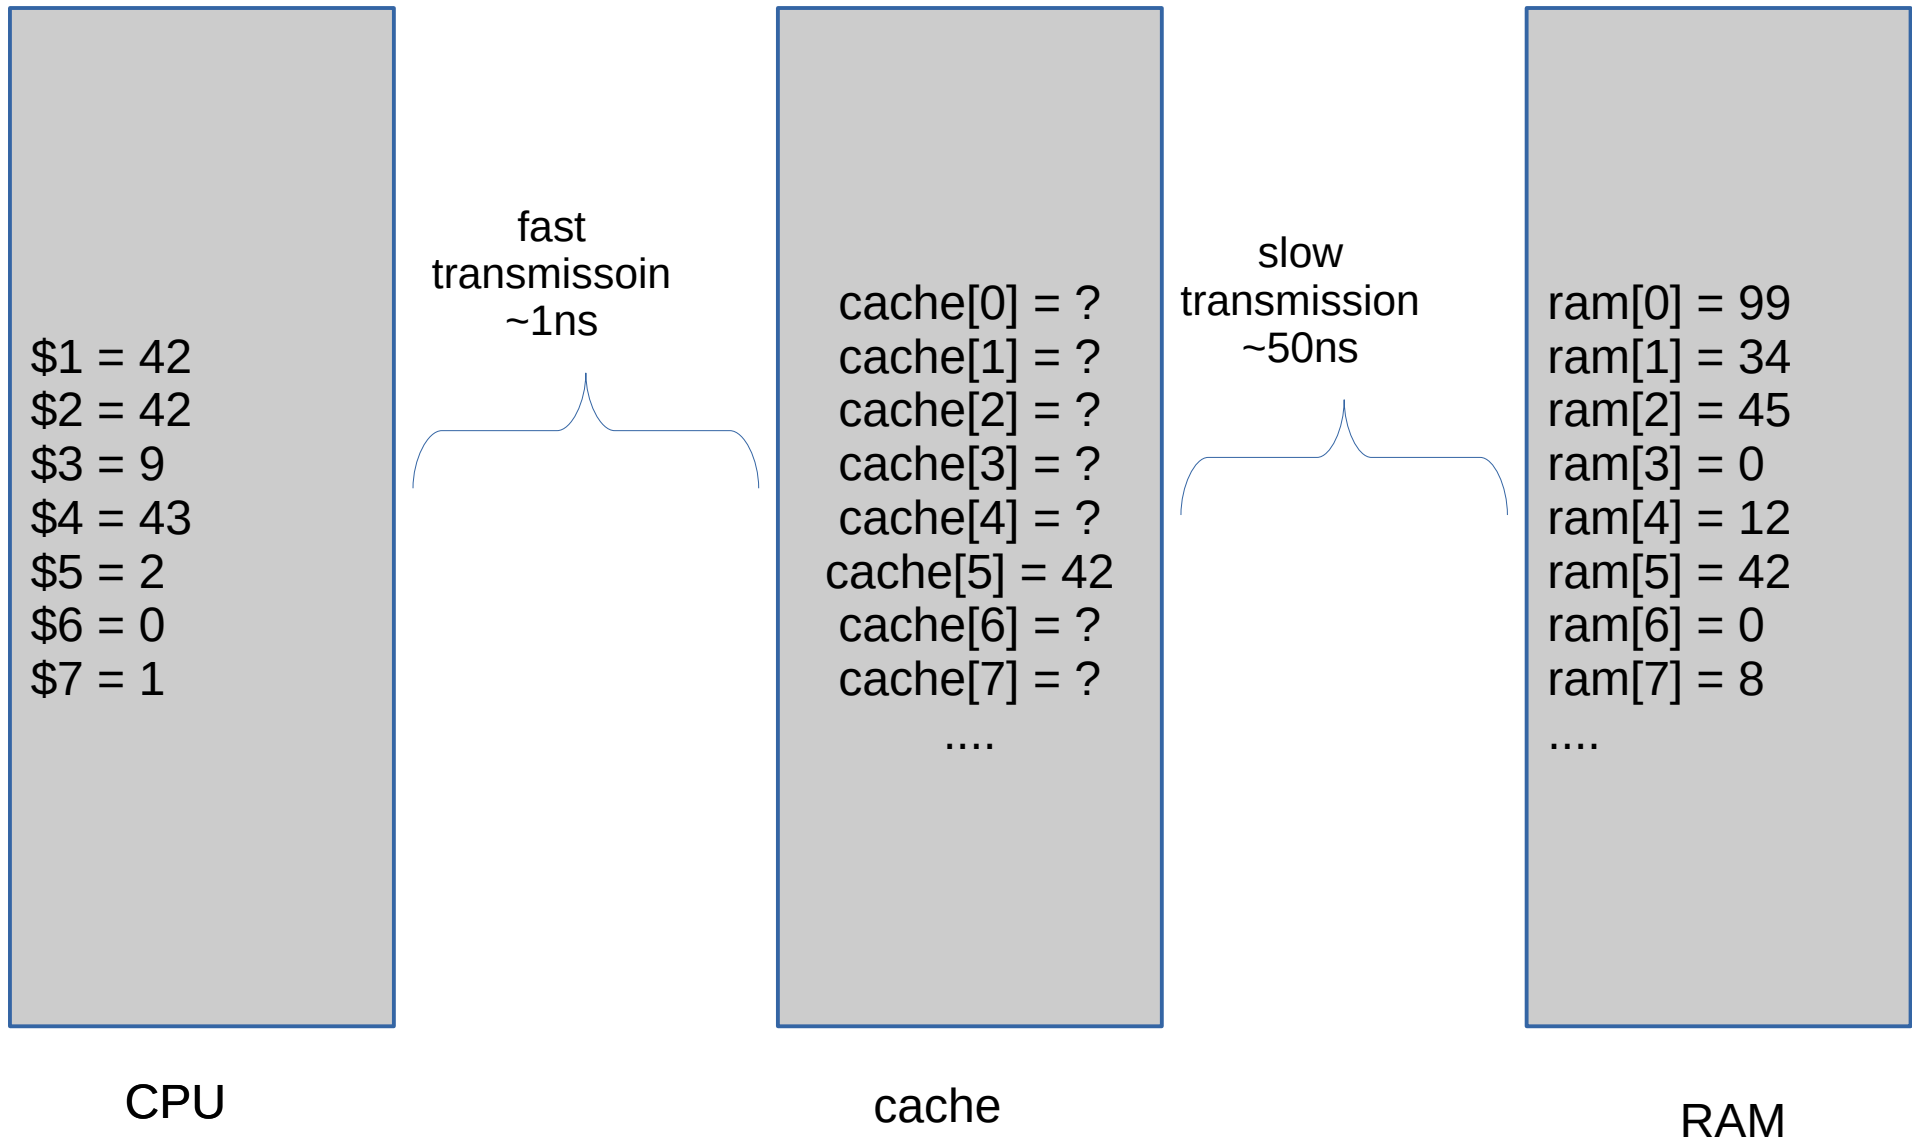 $1 = 42
$2 = 42
$3 = 9
$4 = 43
$5 = 2
$6 = 0
$7 = 1
CPU
fast
transmissoin
~1ns
cache[0] = ?
cache[1] = ?
cache[2] = ?
cache[3] = ?
cache[4] = ?
cache[5] = 42
cache[6] = ?
cache[7] = ?
....
cache
slow
transmission
~50ns
ram[0] = 99
ram[1] = 34
ram[2] = 45
ram[3] = 0
ram[4] = 12
ram[5] = 42
ram[6] = 0
ram[7] = 8
....
RAM